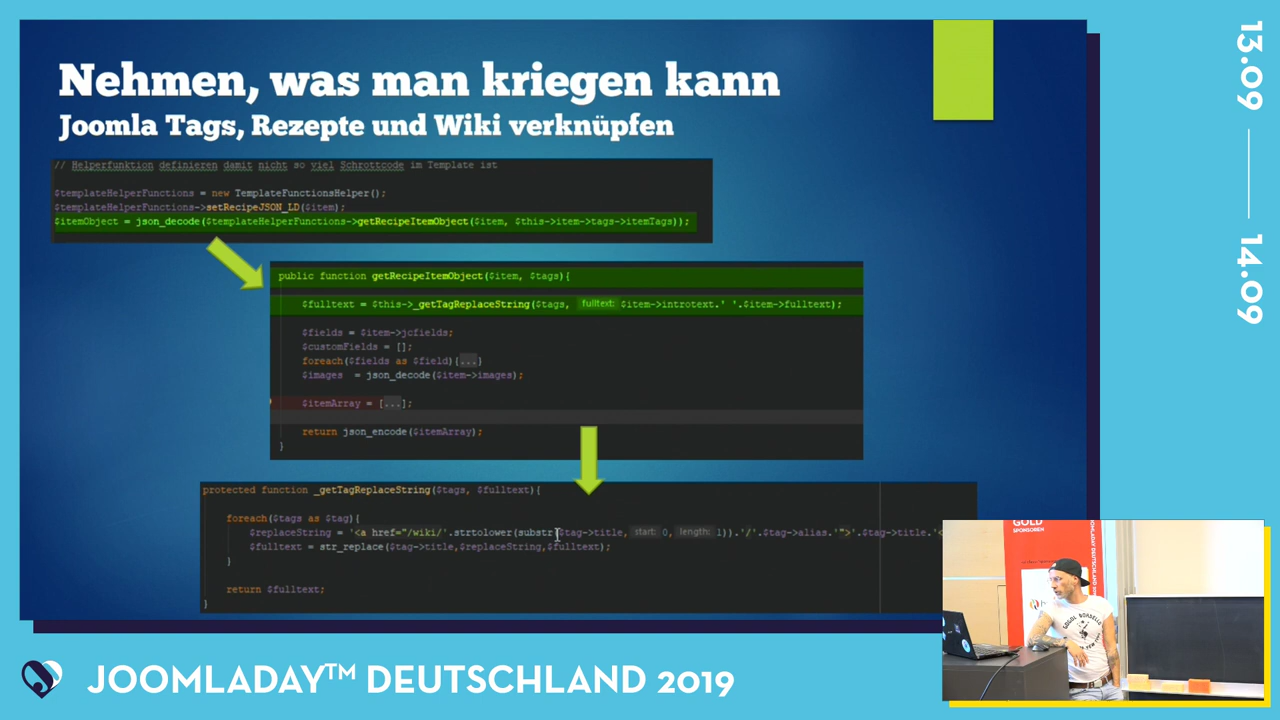 Nehmen, was man kriegen kann
Joomla Tags, Rezepte und Wiki verknüpfen
// Helperfunktion definieren damit nicht so viel Schrottcode im Template ist
$templateHelperFunctions = new TemplateFunctionsHelper();
$templateHelperFunctions->setRecipeJSON_LD($item);
$itemObject = json_decode($templateHelperFunctions->getRecipeItemObject($item, $this->item->tags->itemTags));
public function getRecipeItemObject($item, $tags){
$fulltext = $this->_getTagReplaceString($tags, fulltext: $item->introtext.' '.$item->fulltext);
$fields = $item->jcfields;
$customFields = [];
foreach($fields as $field){...}
$images = json_decode($item->images);
$itemArray = [...];
return json_encode($itemArray);
}
protected function _getTagReplaceString($tags, $fulltext){
foreach($tags as $tag){
$replaceString = '<a href="/wiki/'.strtolower(substr($tag->title, start: 0, length: 1)).'/'.$tag->alias.'">'.$tag->title.'<
$fulltext = str_replace($tag->title,$replaceString,$fulltext);
}
return $fulltext;
}
13.09
14.09
GOLD
SPONSOREN
JOOMLADAY™ DEUTSCHLAND 2019